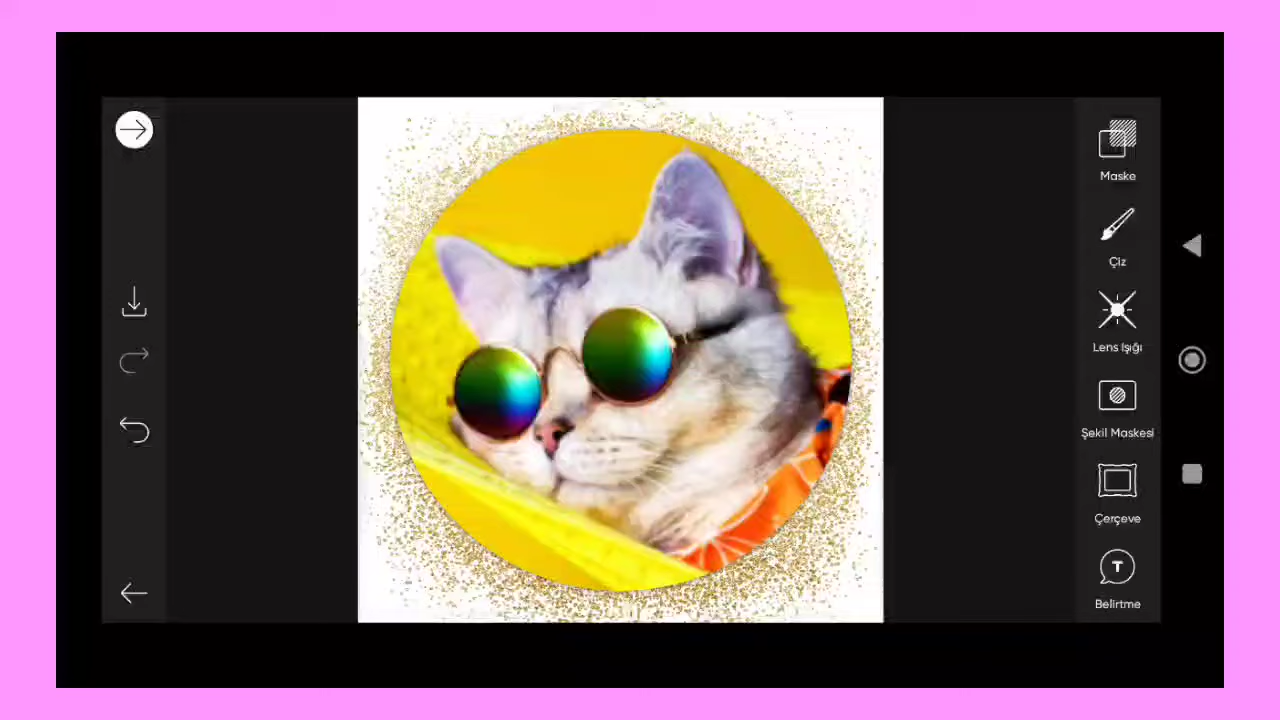 Maske
Çiz
Lens Işığı
Şekil Maskesi
Çerçeve
T
Belirtme